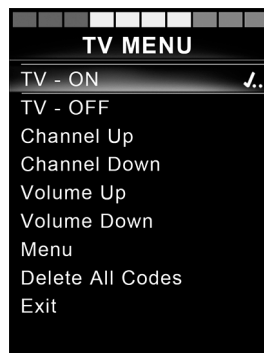 TV MENU
TV - ON
TV - OFF
Channel Up
Channel Down
Volume Up
Volume Down
Menu
Delete All Codes
Exit